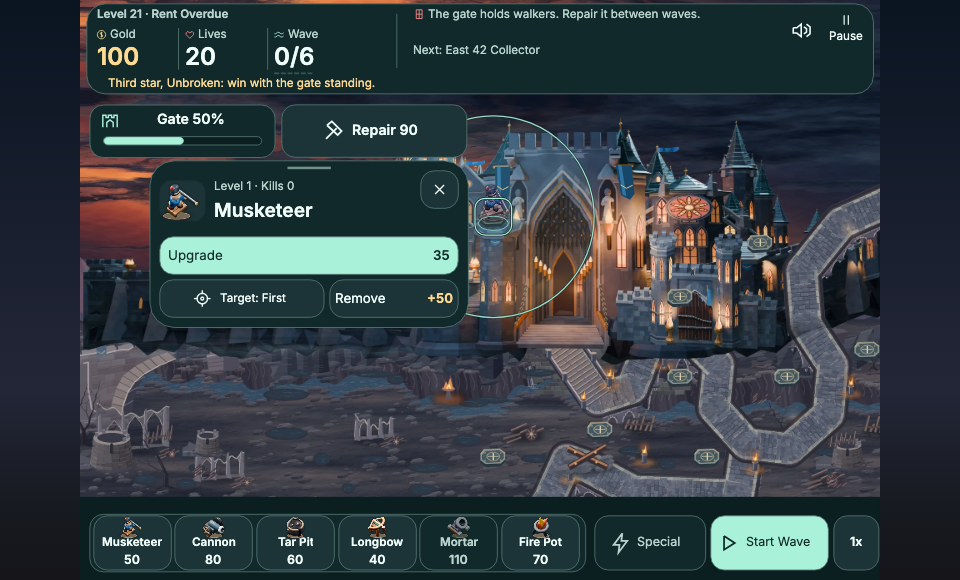 Level 21 · Rent Overdue
Gold
100
Lives
20
Wave
0/6
The gate holds walkers. Repair it between waves.
Next: East 42 Collector
Pause
Third star, Unbroken: win with the gate standing.
Gate 50%
Repair 90
Level 1 · Kills 0
Musketeer
Upgrade 35
Target: First
Remove +50
Musketeer
50
Cannon
80
Tar Pit
60
Longbow
40
Mortar
110
Fire Pot
70
Special
Start Wave
1x